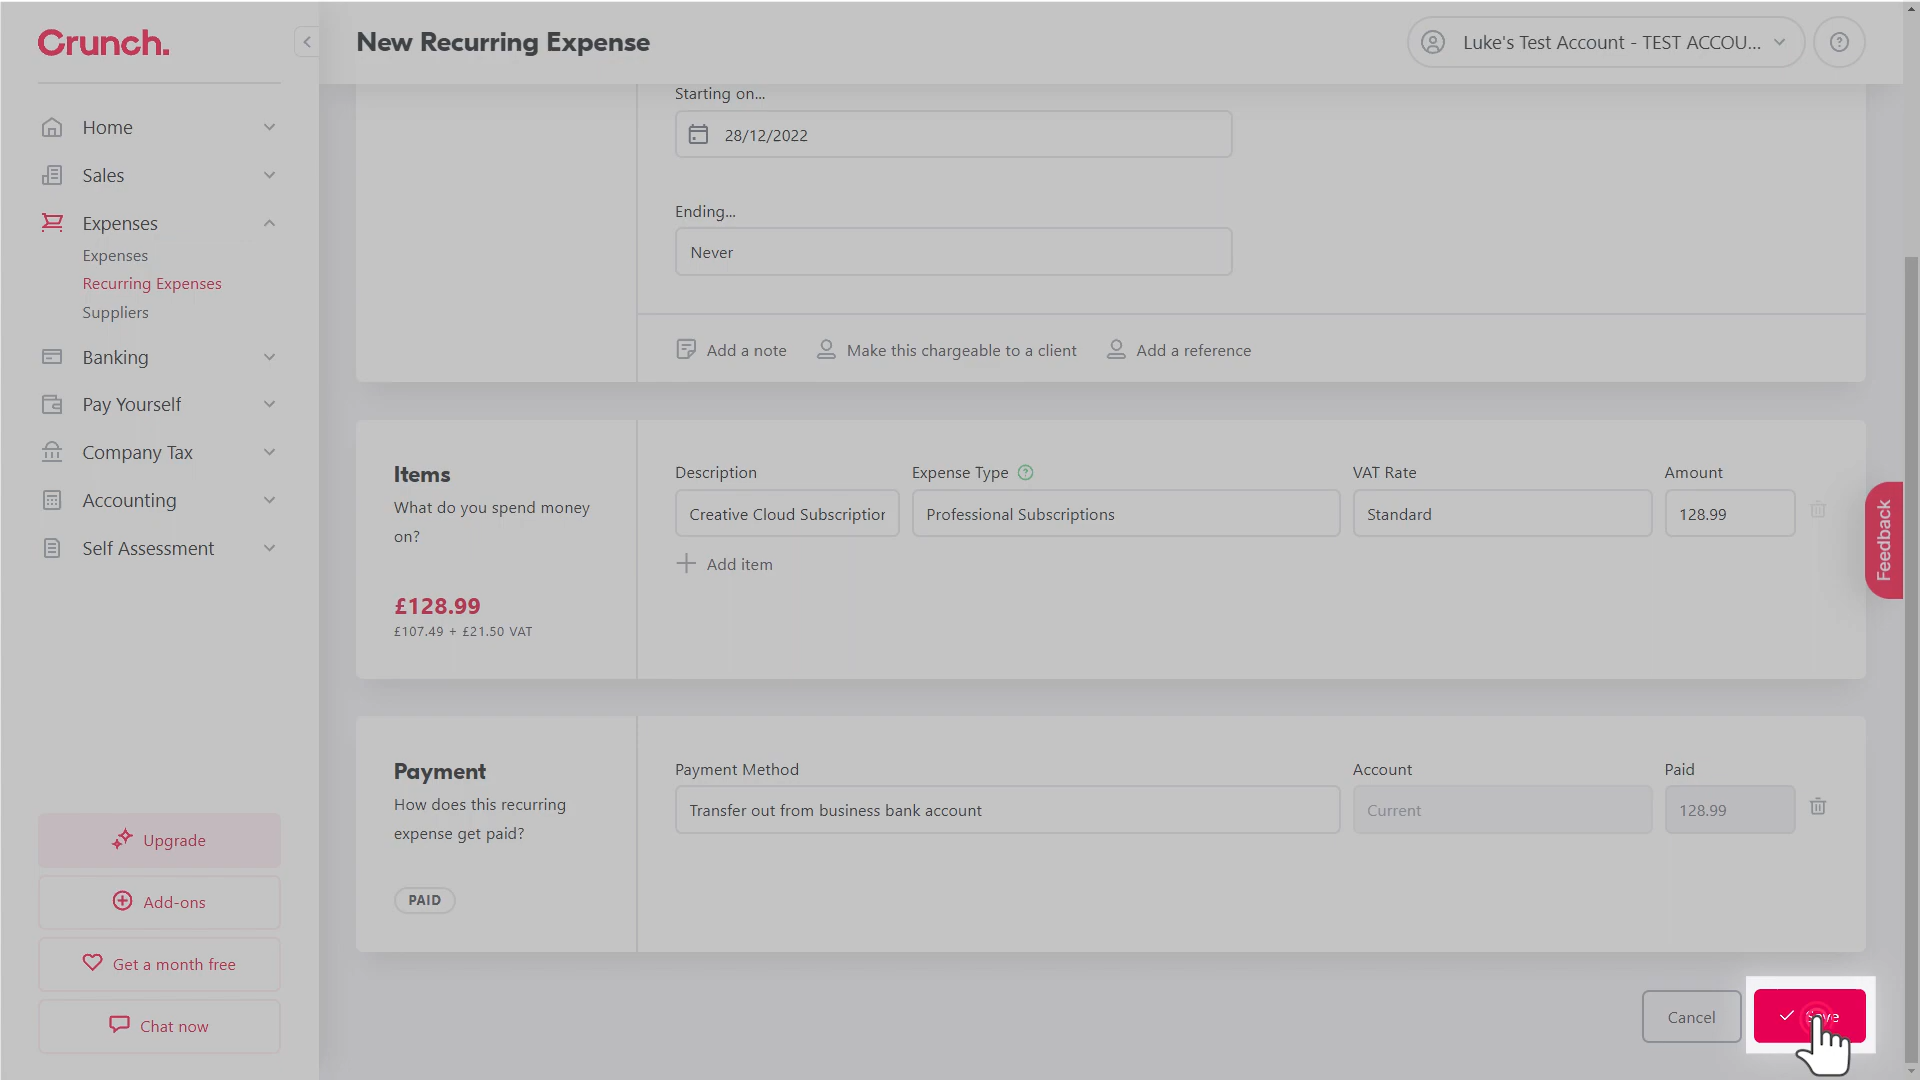 Crunch.
New Recurring Expense
Luke's Test Account - TEST ACCOU...
Home
Sales
Expenses
Expenses
Recurring Expenses
Suppliers
Banking
Pay Yourself
Company Tax
Accounting
Self Assessment
Upgrade
Add-ons
Get a month free
Chat now
Starting on...
28/12/2022
Ending...
Never
Add a note Make this chargeable to a client Add a reference
Items
What do you spend money
on?
£128.99
£107.49 + £21.50 VAT
Description Expense Type ? VAT Rate Amount
Creative Cloud Subscription Professional Subscriptions Standard 128.99
Add item
Feedback
Payment
How does this recurring
expense get paid?
PAID
Payment Method Account Paid
Transfer out from business bank account Current 128.99
Cancel Save